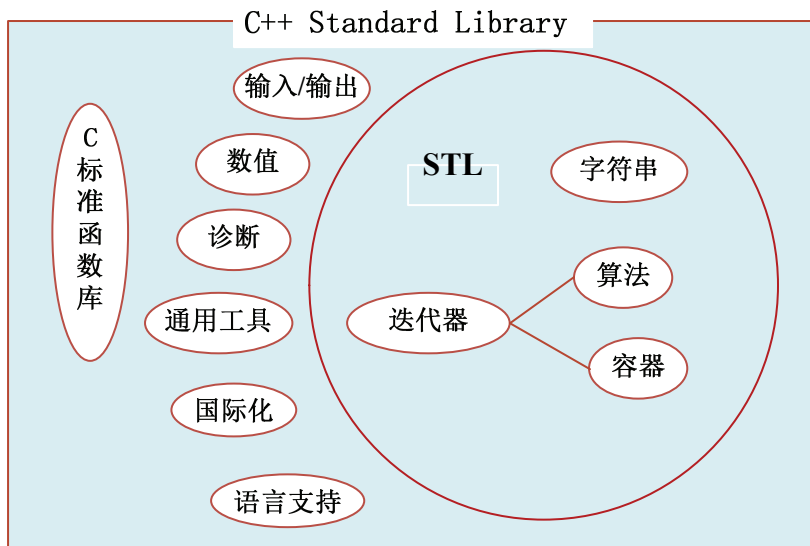 C++ Standard Library
C
标
准
函
数
库
输入/输出
数值
诊断
通用工具
国际化
语言支持
STL
字符串
迭代器
算法
容器